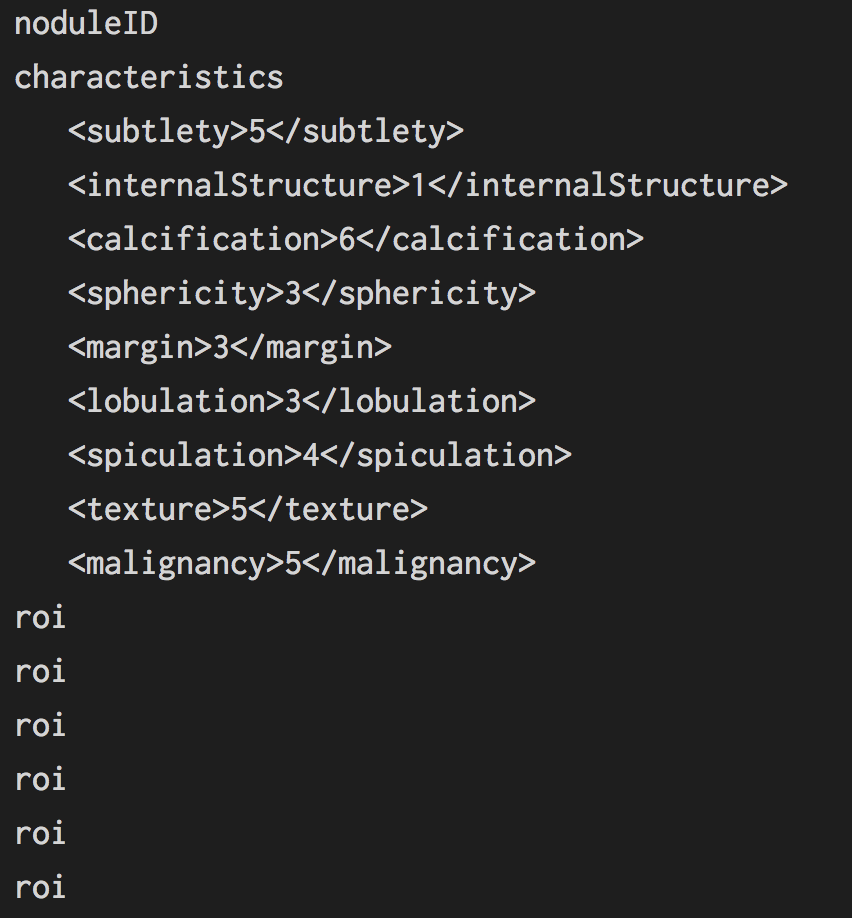 noduleID
characteristics
<subtlety>5</subtlety>
<internalStructure>1</internalStructure>
<calcification>6</calcification>
<sphericity>3</sphericity>
<margin>3</margin>
<lobulation>3</lobulation>
<spiculation>4</spiculation>
<texture>5</texture>
<malignancy>5</malignancy>
roi
roi
roi
roi
roi
roi